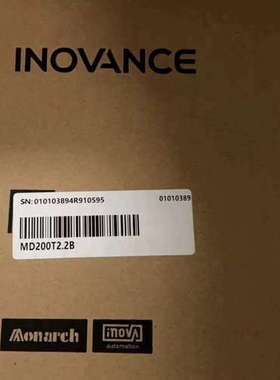 INOVANCE
SN: 010103894R910595 01010389
MD200T2.2B
Monarch inova
Automation